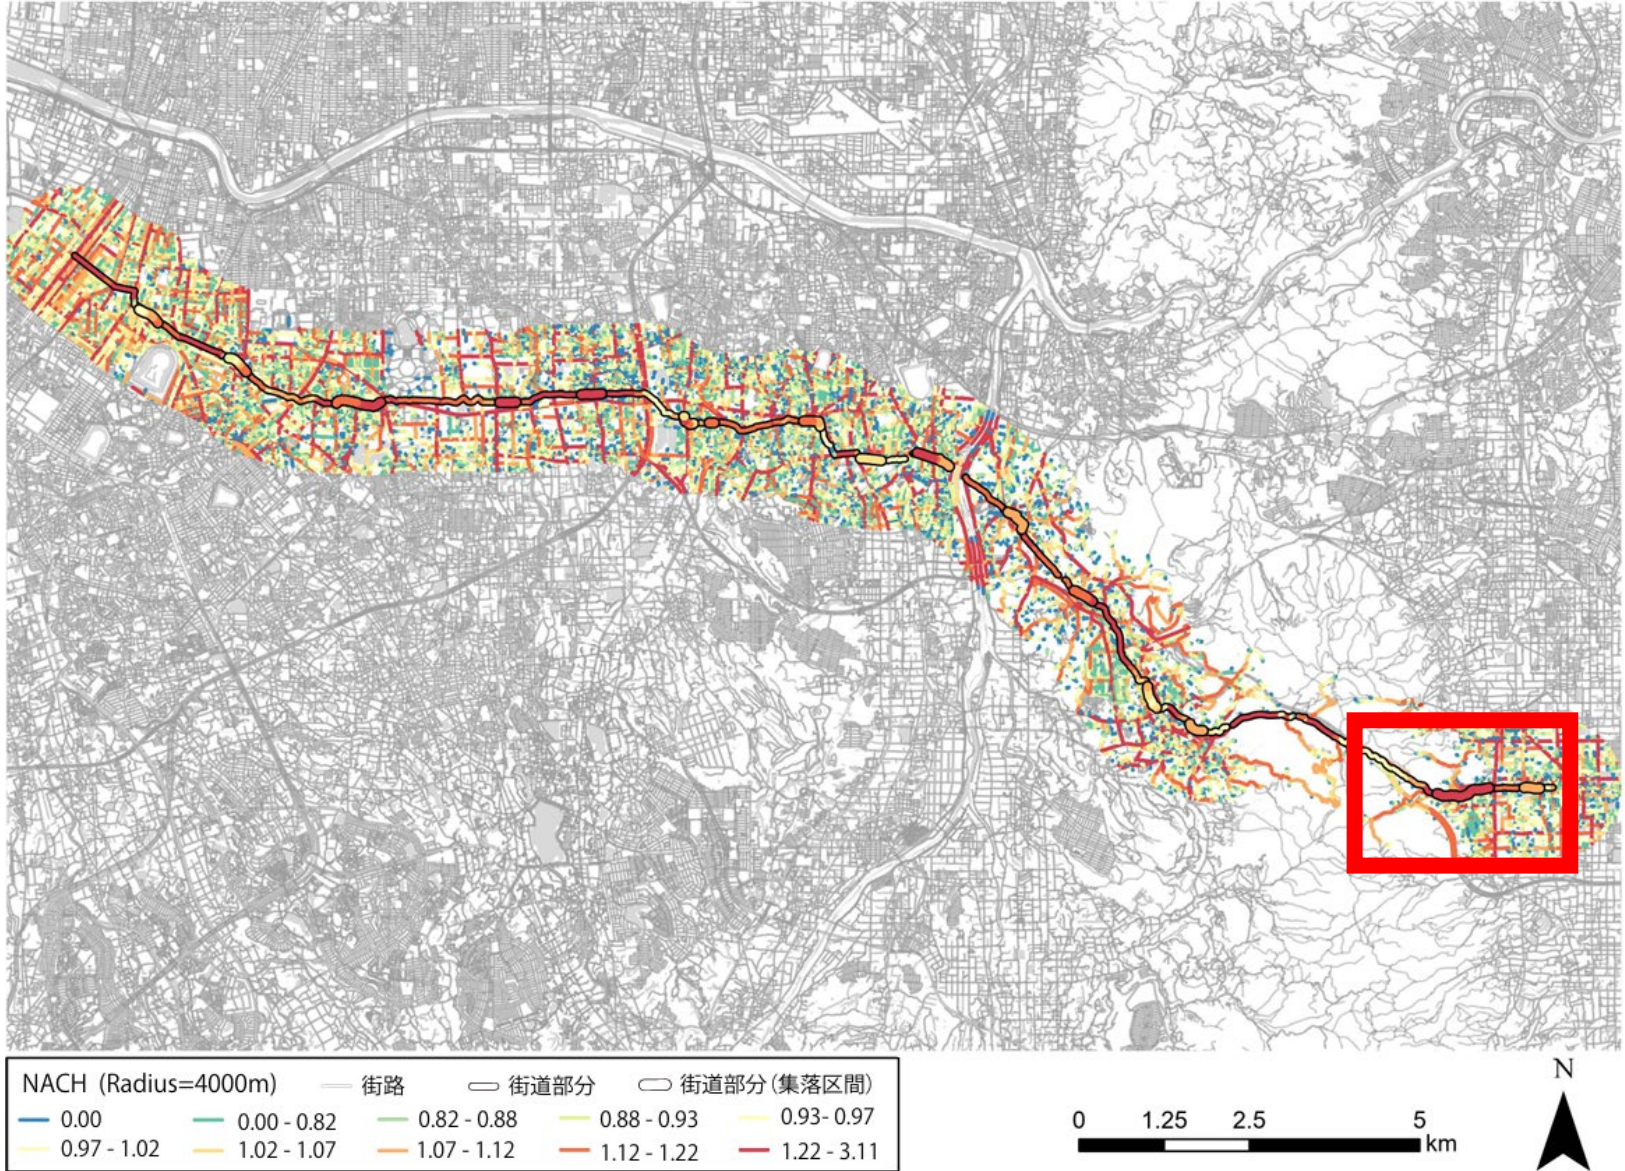 NACH (Radius=4000m) 街路 街道部分 街道部分(集落区間)
0.00 0.00 - 0.82 0.82 - 0.88 0.88 - 0.93 0.93- 0.97
0.97 - 1.02 1.02 - 1.07 1.07 - 1.12 1.12 - 1.22 1.22 - 3.11
0 1.25 2.5 5
km
N